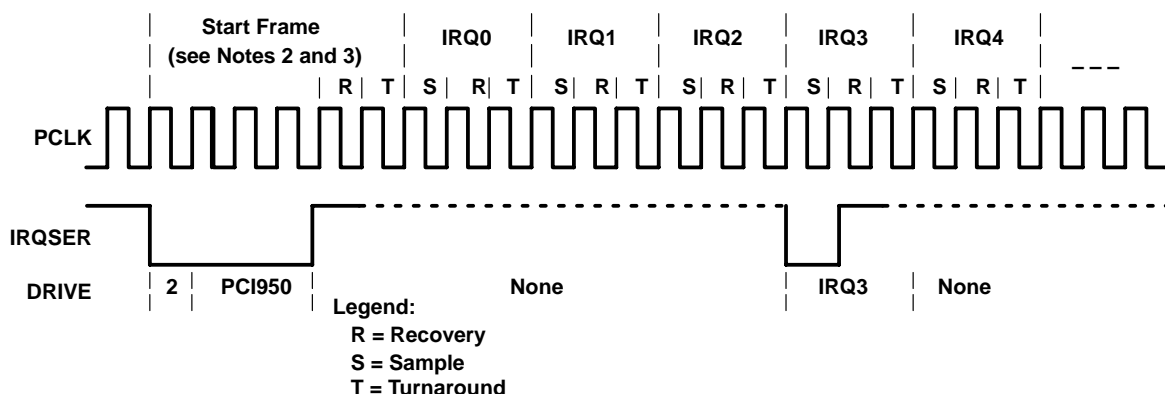 Start Frame
(see Notes 2 and 3)
IRQ0 IRQ1 IRQ2 IRQ3 IRQ4
R T S R T S R T S R T S R T S R T
PCLK
IRQSER
DRIVE 2 PCI950 None IRQ3 None
Legend:
R = Recovery
S = Sample
T = Turnaround